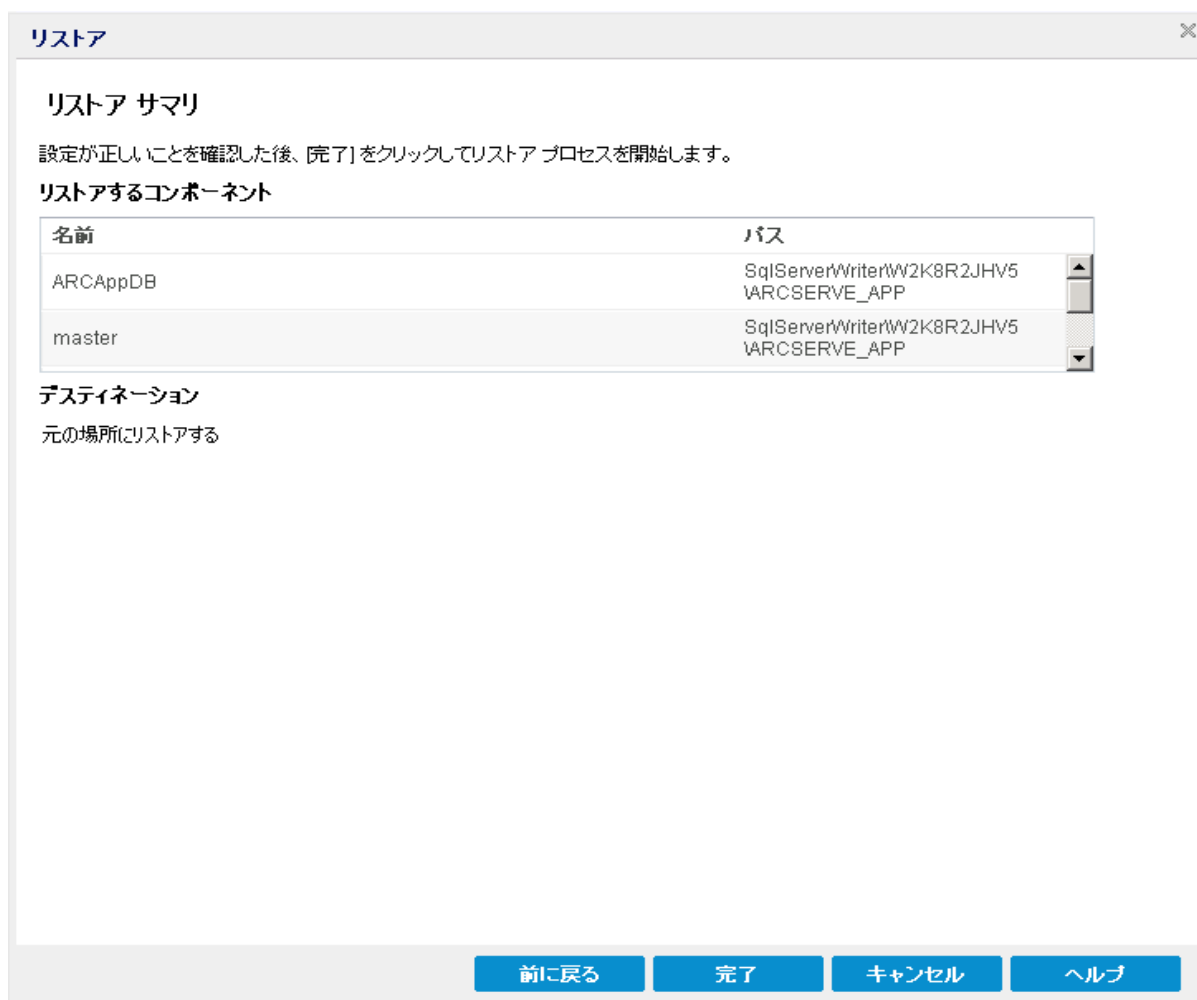 リストア
リストア サマリ
設定が正しいことを確認した後、[完了] をクリックしてリストア プロセスを開始します。
リストアするコンポーネント
名前 パス
ARCAppDB SqlServerWriter\W2K8R2JHV5
\ARCSERVE_APP
master SqlServerWriter\W2K8R2JHV5
\ARCSERVE_APP
デスティネーション
元の場所にリストアする
前に戻る 完了 キャンセル ヘルプ